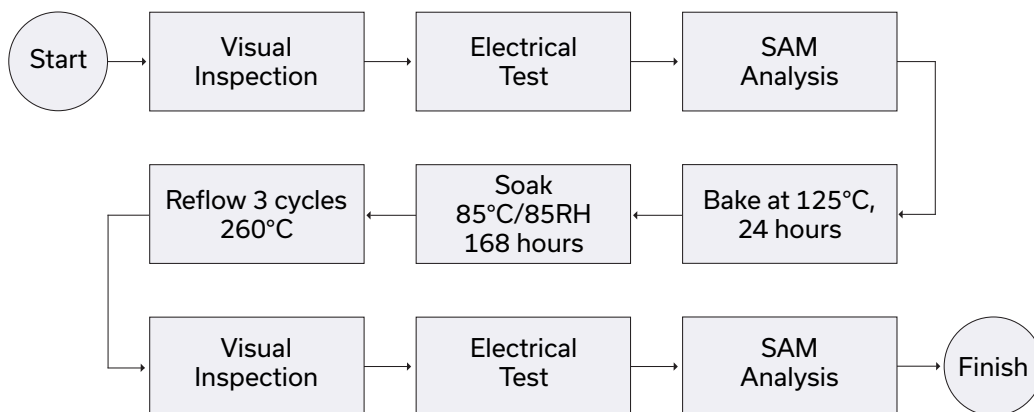 Start
Visual
Inspection
Electrical
Test
SAM
Analysis
Bake at 125°C,
24 hours
Soak
85°C/85RH
168 hours
Reflow 3 cycles
260°C
Visual
Inspection
Electrical
Test
SAM
Analysis
Finish